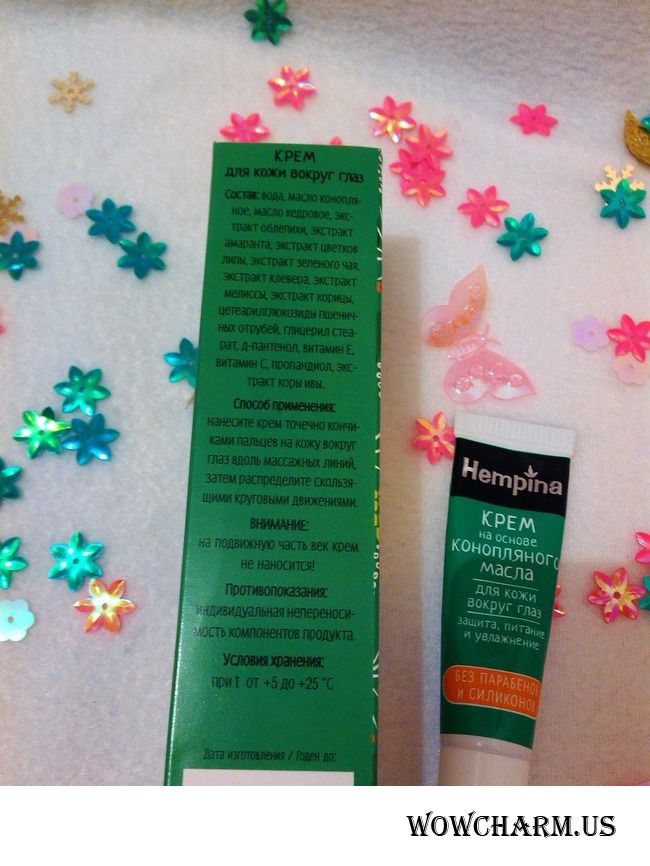 КРЕМ
для кожи вокруг глаз
Состав: вода, масло конопля-
ное, масло кедровое, экс-
тракт облепихи, экстракт
амаранта, экстракт цветков
липы, экстракт зеленого чая,
экстракт клевера, экстракт
мелиссы, экстракт корицы,
цетеарилглюкозиды пшенич-
ных отрубей, глицерил стеа-
рат, д-пантенол, витамин Е,
витамин С, пропандиол, экс-
тракт коры ивы.
Способ применения:
нанесите крем точечно кончи-
ками пальцев на кожу вокруг
глаз вдоль массажных линий,
затем распределите скользя-
щими круговыми движениями.
ВНИМАНИЕ:
на подвижную часть век крем
не наносится!
Противопоказания:
индивидуальная непереноси-
мость компонентов продукта.
Условия хранения:
при t от +5 до +25 °С
Дата изготовления / Годен до:
Hempina
КРЕМ
на основе
КОНОПЛЯНОГО
МАСЛА
для кожи
вокруг глаз
защита, питание
и увлажнение
БЕЗ ПАРАБЕНОВ
И СИЛИКОНОВ
WOWCHARM.US